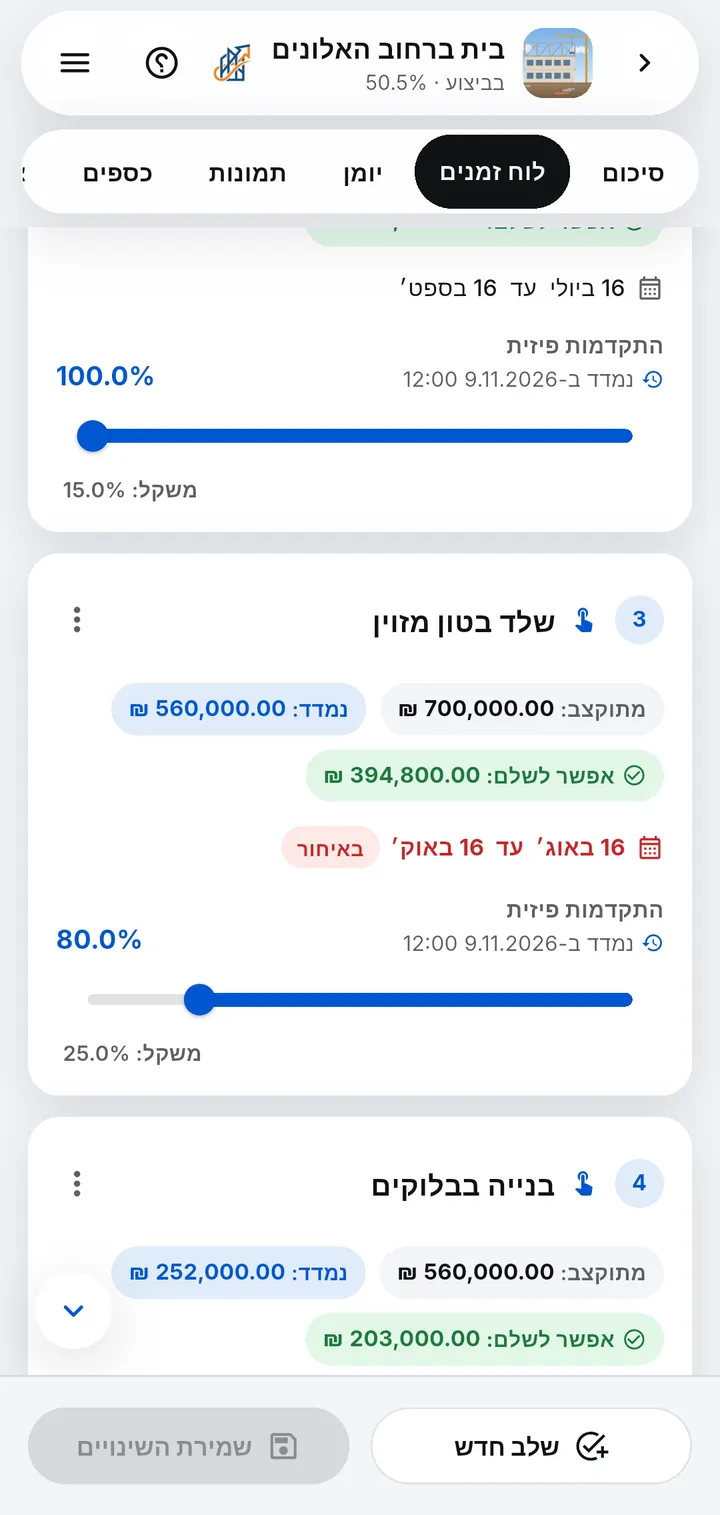 בית ברחוב האלונים
בביצוע · 50.5%
סיכום
לוח זמנים
יומן
תמונות
כספים
16 ביולי עד 16 בספט׳
התקדמות פיזית
נמדד ב-9.11.2026 12:00
100.0%
משקל: 15.0%
3
שלד בטון מזוין
מתוקצב: 700,000.00 ₪
נמדד: 560,000.00 ₪
אפשר לשלם: 394,800.00 ₪
16 באוג׳ עד 16 באוק׳
באיחור
התקדמות פיזית
נמדד ב-9.11.2026 12:00
80.0%
משקל: 25.0%
4
בנייה בבלוקים
מתוקצב: 560,000.00 ₪
נמדד: 252,000.00 ₪
אפשר לשלם: 203,000.00 ₪
שלב חדש
שמירת השינויים